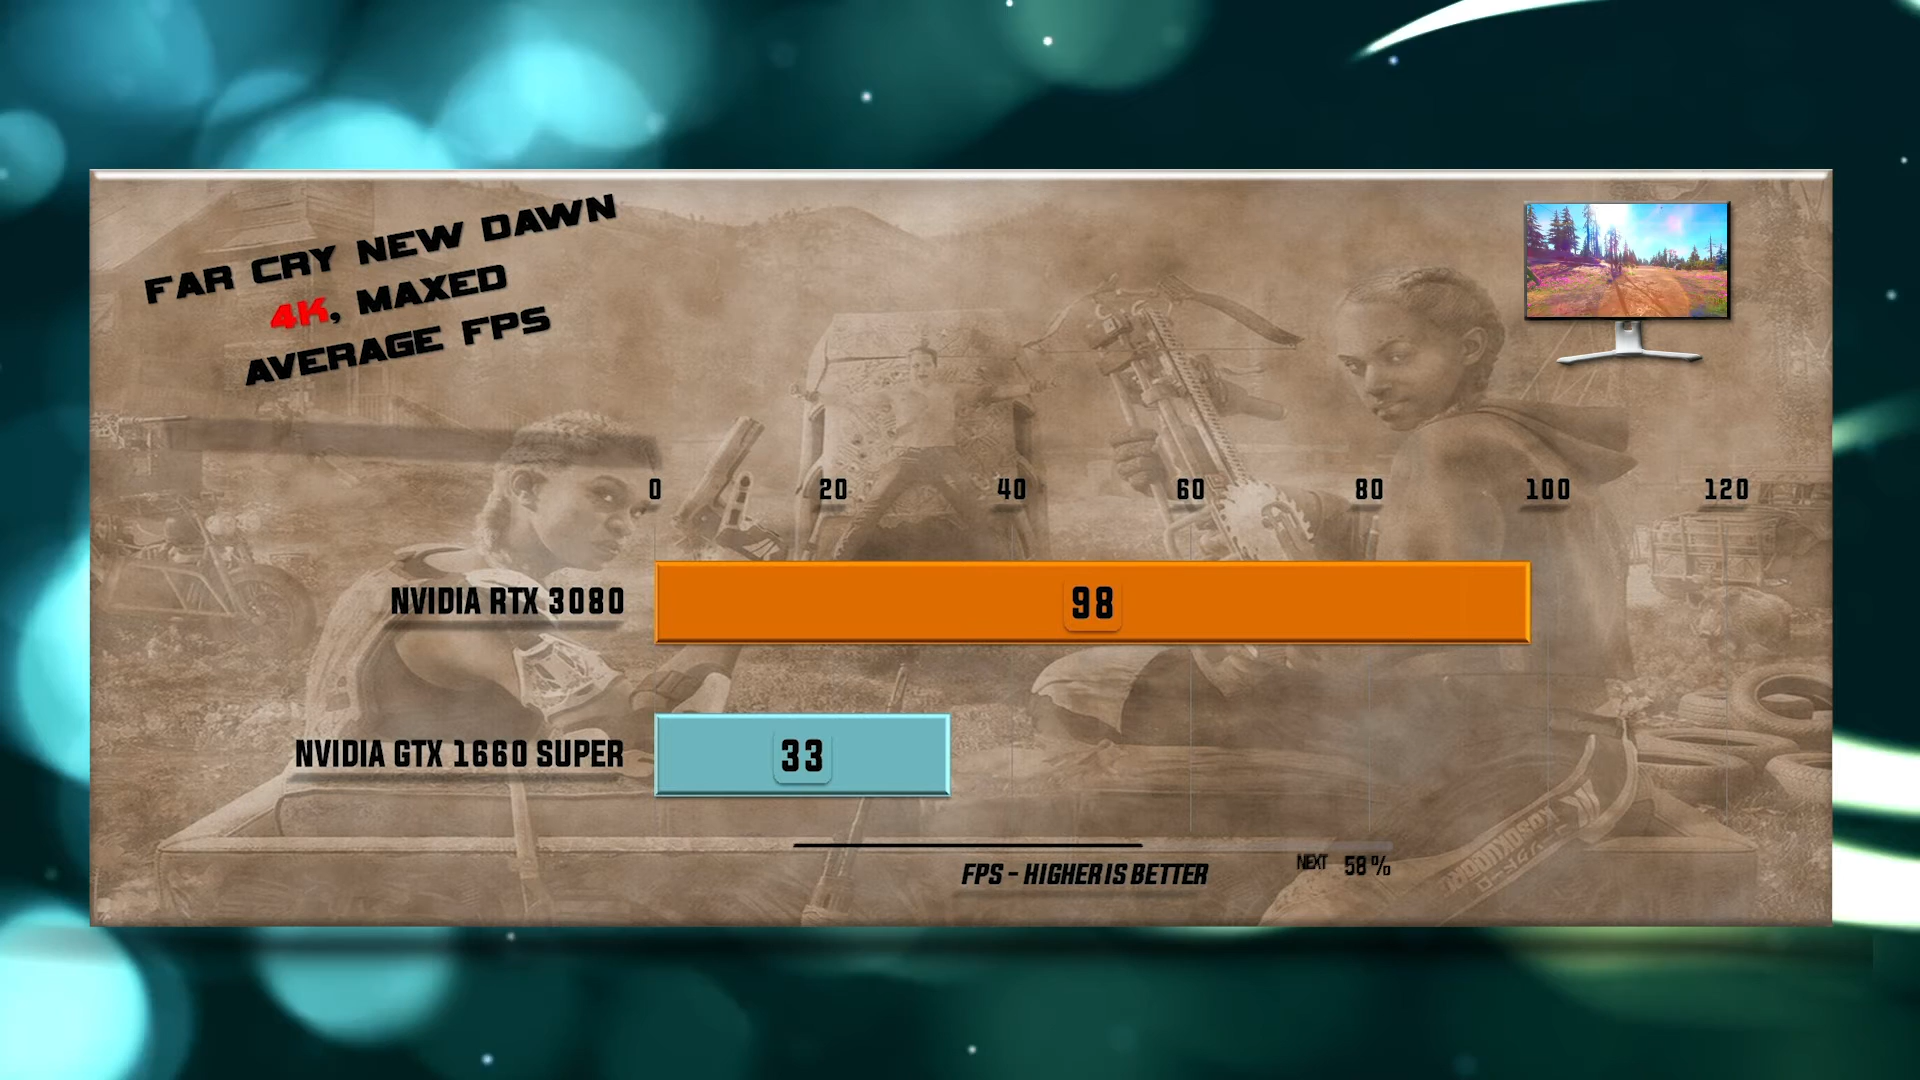 FAR CRY NEW DAWN
4K, MAXED
AVERAGE FPS
0 20 40 60 80 100 120
NVIDIA RTX 3080 98
NVIDIA GTX 1660 SUPER 33
FPS - HIGHER IS BETTER
NEXT 58%